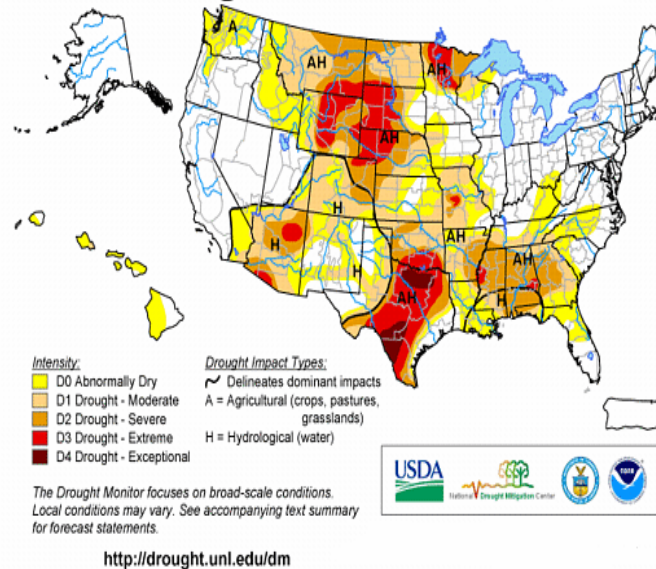 A
AH
AH
AH
H
H
H
AH
AH
H
AH
Intensity:
D0 Abnormally Dry
D1 Drought - Moderate
D2 Drought - Severe
D3 Drought - Extreme
D4 Drought - Exceptional
Drought Impact Types:
Delineates dominant impacts
A = Agricultural (crops, pastures,
grasslands)
H = Hydrological (water)
USDA
National Drought Mitigation Center
The Drought Monitor focuses on broad-scale conditions.
Local conditions may vary. See accompanying text summary
for forecast statements.
http://drought.unl.edu/dm